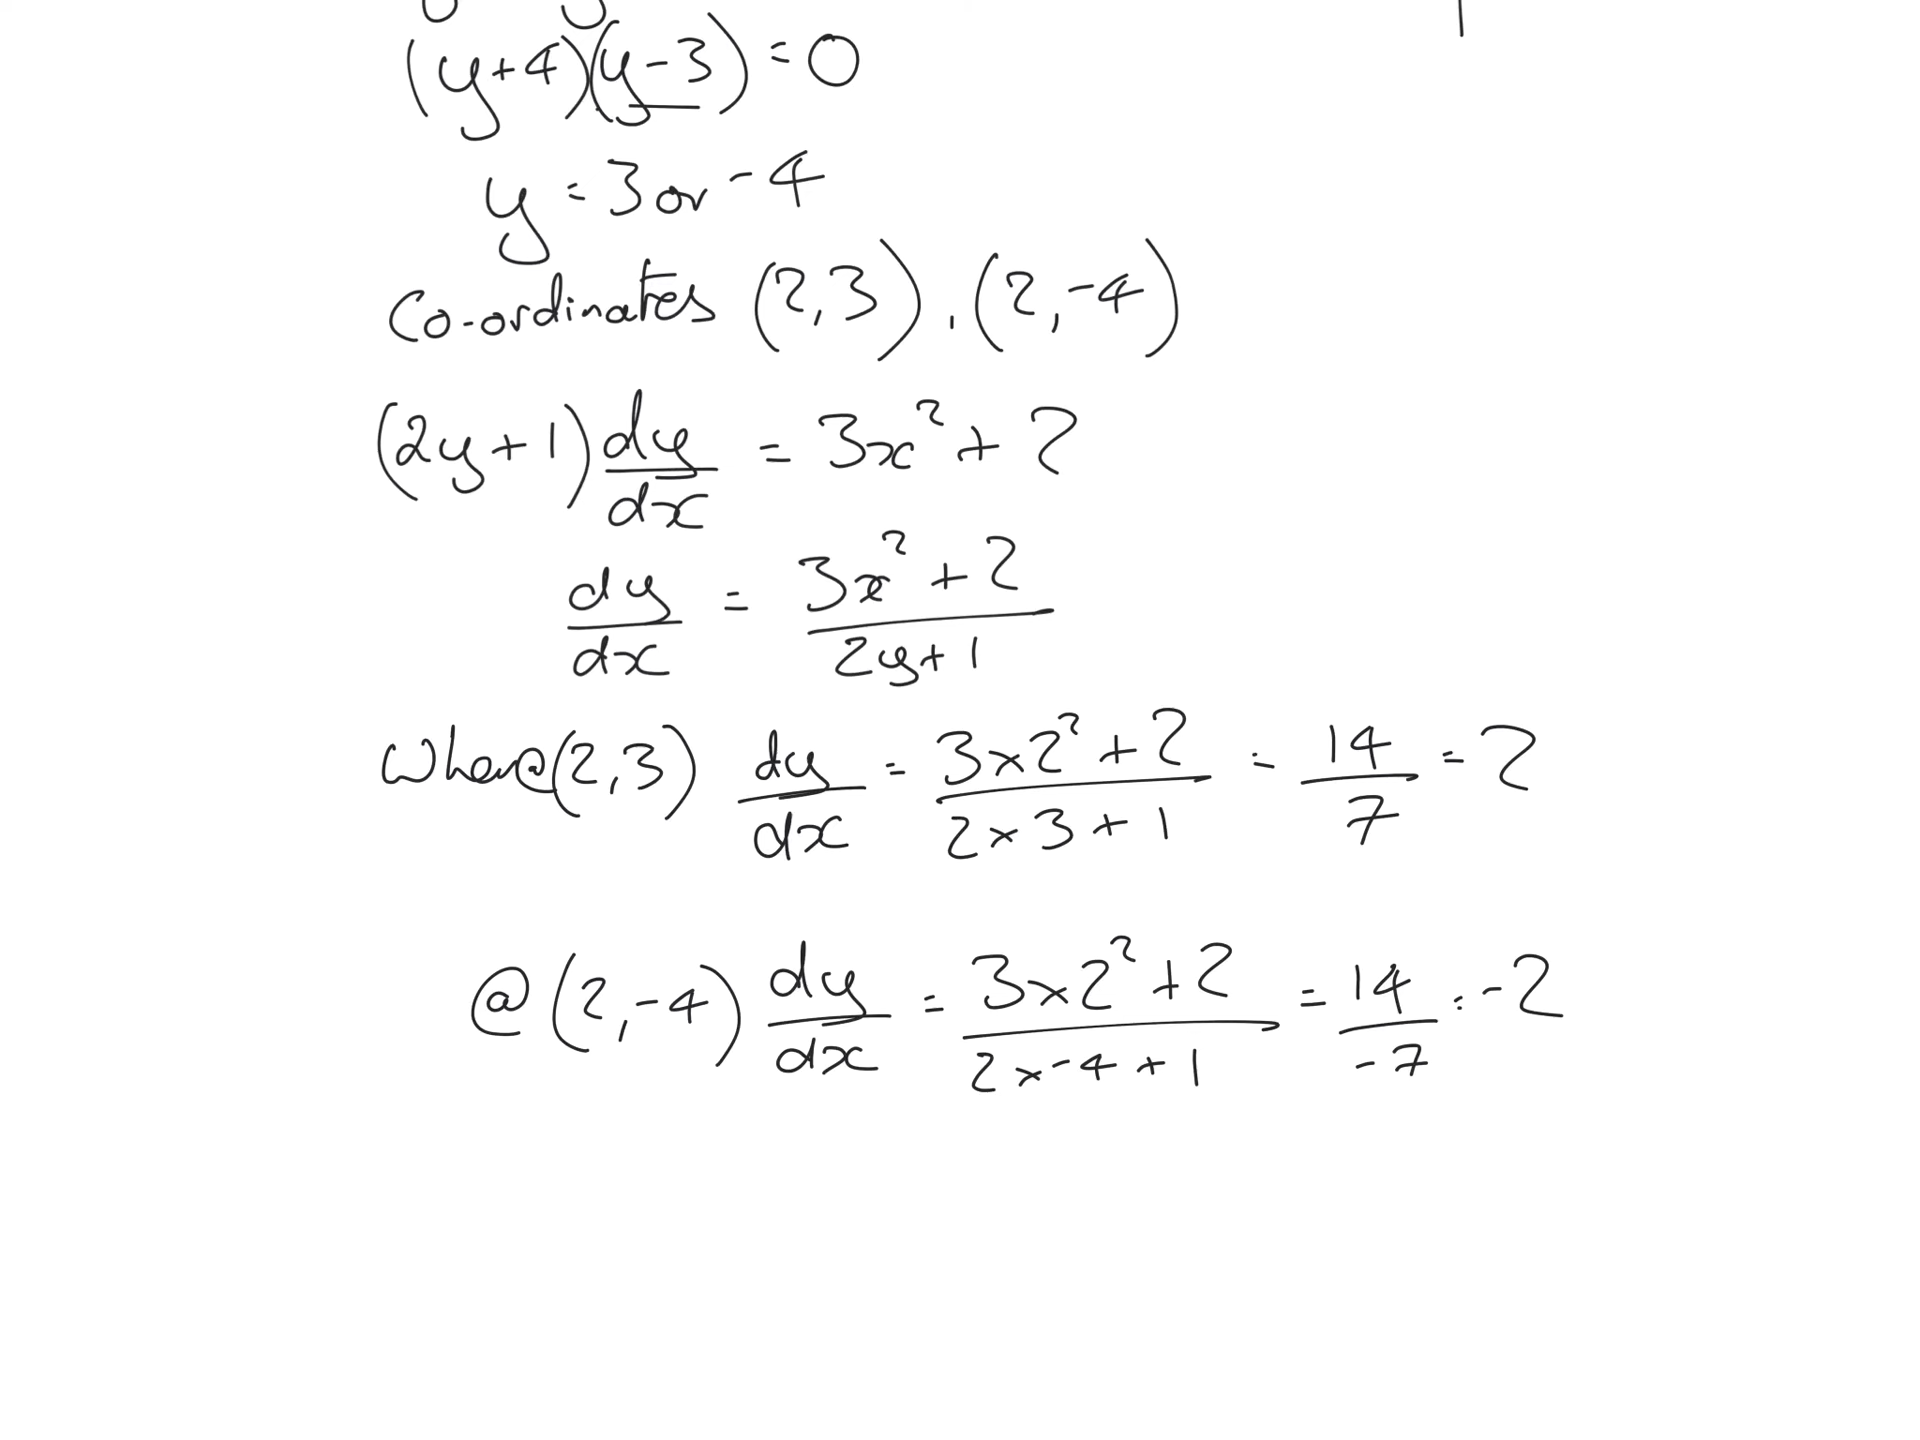 (y+4)(y-3) = 0
y = 3 or -4
Co-ordinates (2,3), (2,-4)
(2y+1) dy/dx = 3x² + 2
dy/dx = (3x² + 2)/(2y+1)
When @ (2,3) dy/dx = (3×2² + 2)/(2×3+1) = 14/7 = 2
@ (2,-4) dy/dx = (3×2² + 2)/(2×-4+1) = 14/-7 = -2